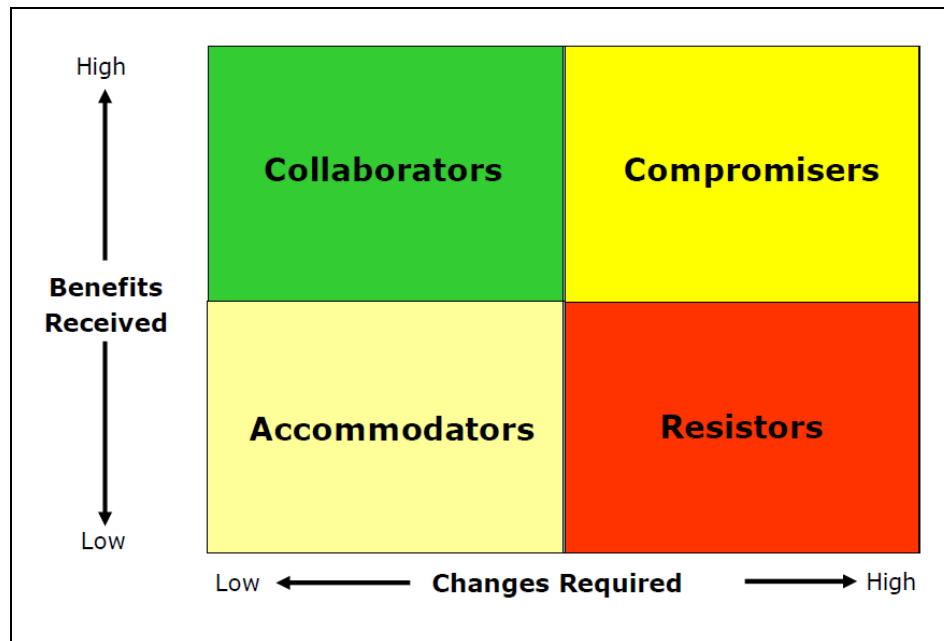 High
Collaborators
Compromisers
Benefits
Received
Accommodators
Resistors
Low
Low
Changes Required
High